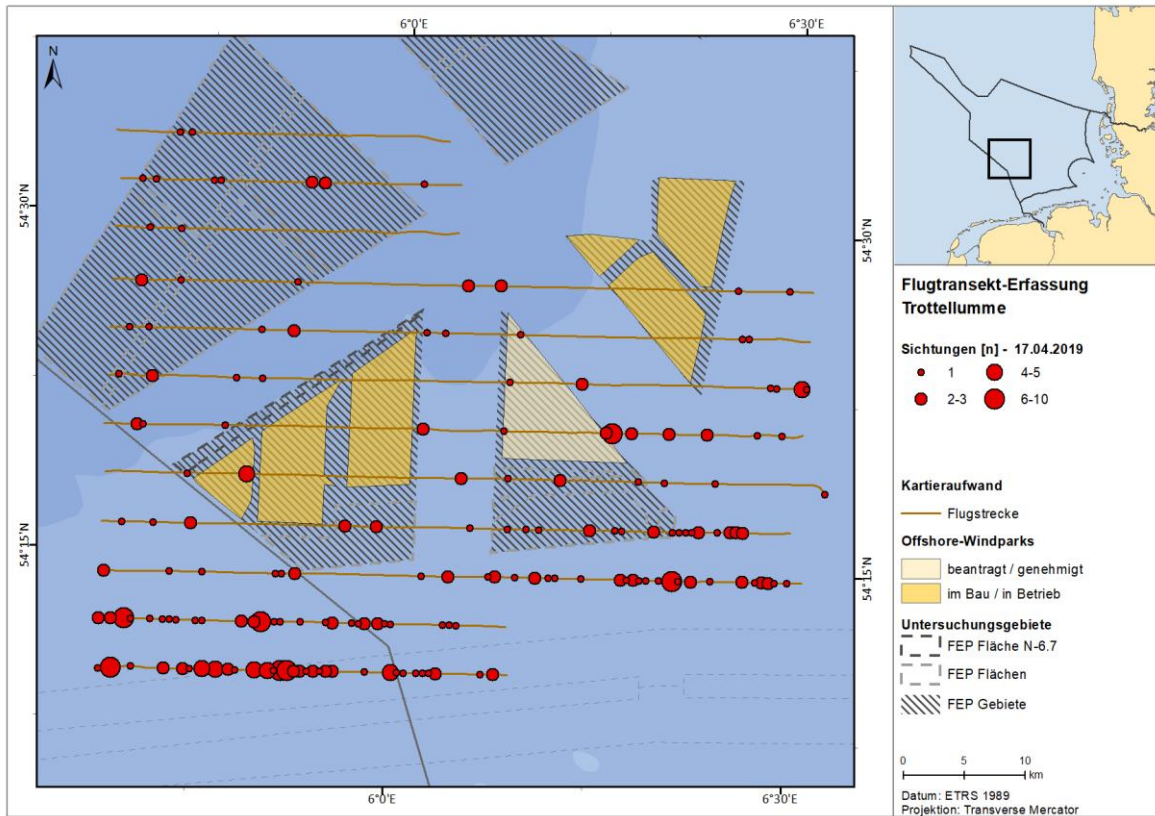 6°0'E
6°30'E
N
54°30'N
54°30'N
54°15'N
54°15'N
6°0'E
6°30'E
Flugtransekt-Erfassung
Trottellumme
Sichtungen [n] - 17.04.2019
1
4-5
2-3
6-10
Kartieraufwand
Flugstrecke
Offshore-Windparks
beantragt / genehmigt
im Bau / in Betrieb
Untersuchungsgebiete
FEP Fläche N-6.7
FEP Flächen
FEP Gebiete
0 5 10
km
Datum: ETRS 1989
Projektion: Transverse Mercator